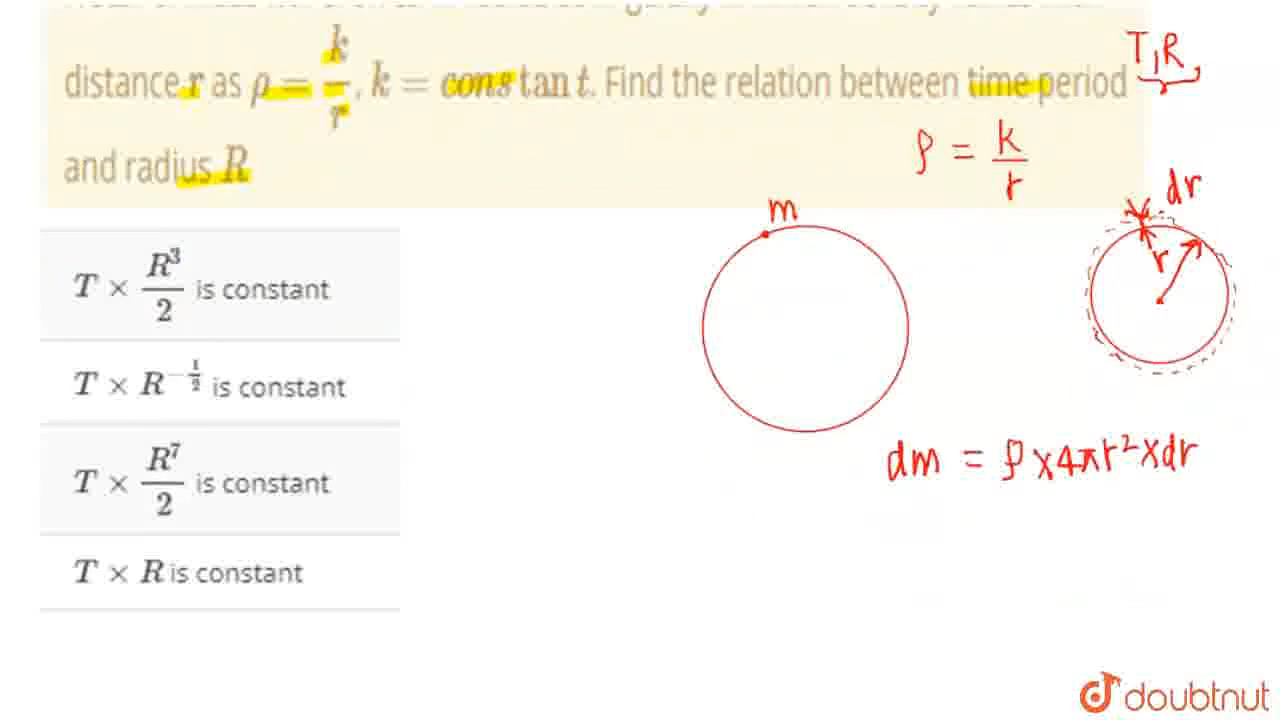 distance r as ρ = k/r, k = constant. Find the relation between time period
and radius R
T, R
ρ = k/r
m
dr
r
T × R³/2 is constant
T × R^(-1/2) is constant
T × R⁷/2 is constant
T × R is constant
dm = ρ × 4πr² × dr
doubtnut